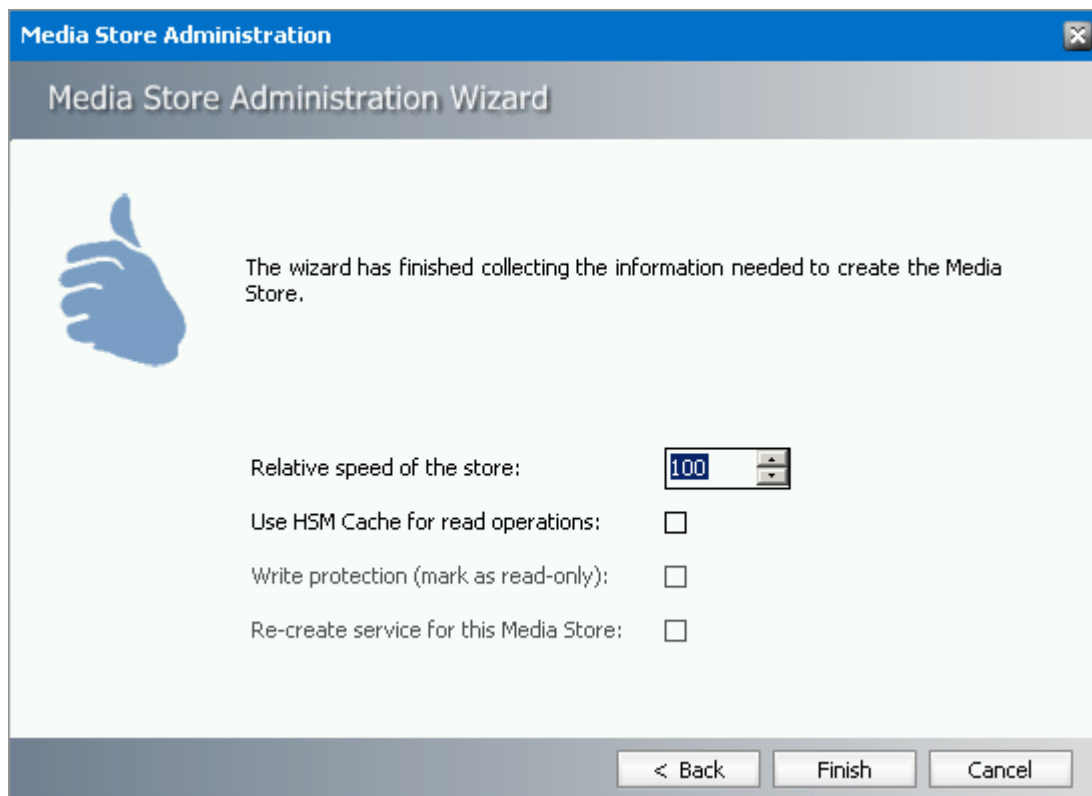 Media Store Administration
Media Store Administration Wizard
The wizard has finished collecting the information needed to create the Media
Store.
Relative speed of the store: 100
Use HSM Cache for read operations:
Write protection (mark as read-only):
Re-create service for this Media Store:
< Back Finish Cancel